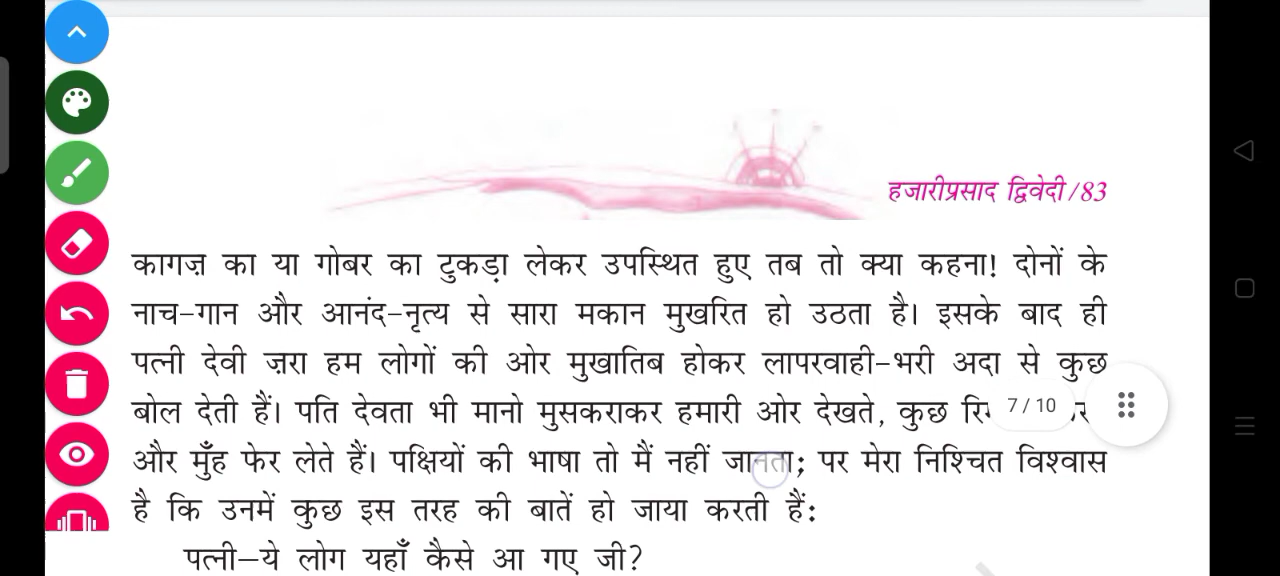 हजारीप्रसाद द्विवेदी/83
कागज़ का या गोबर का टुकड़ा लेकर उपस्थित हुए तब तो क्या कहना! दोनों के
नाच-गान और आनंद-नृत्य से सारा मकान मुखरित हो उठता है। इसके बाद ही
पत्नी देवी ज़रा हम लोगों की ओर मुखातिब होकर लापरवाही-भरी अदा से कुछ
बोल देती हैं। पति देवता भी मानो मुसकराकर हमारी ओर देखते, कुछ
7 / 10
और मुँह फेर लेते हैं। पक्षियों की भाषा तो मैं नहीं जानता; पर मेरा निश्चित विश्वास
है कि उनमें कुछ इस तरह की बातें हो जाया करती हैं:
पत्नी—ये लोग यहाँ कैसे आ गए जी?